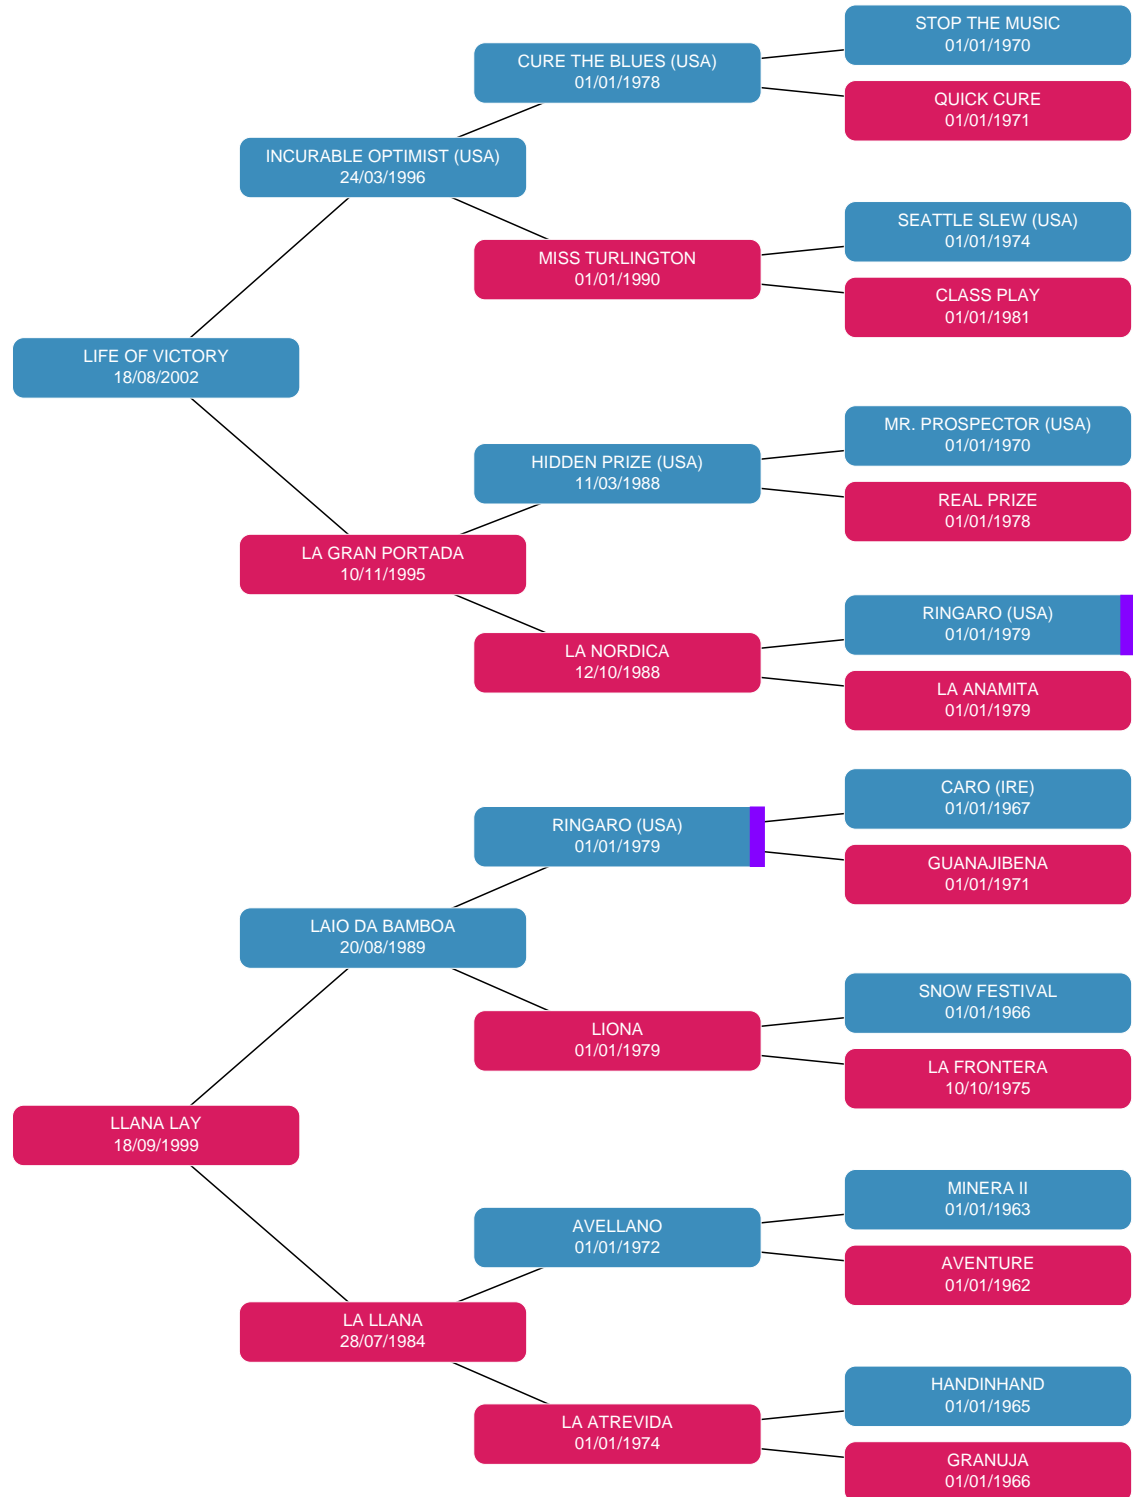 STOP THE MUSIC
01/01/1970
CURE THE BLUES (USA)
01/01/1978
QUICK CURE
01/01/1971
INCURABLE OPTIMIST (USA)
24/03/1996
SEATTLE SLEW (USA)
01/01/1974
MISS TURLINGTON
01/01/1990
CLASS PLAY
01/01/1981
LIFE OF VICTORY
18/08/2002
MR. PROSPECTOR (USA)
01/01/1970
HIDDEN PRIZE (USA)
11/03/1988
REAL PRIZE
01/01/1978
LA GRAN PORTADA
10/11/1995
RINGARO (USA)
01/01/1979
LA NORDICA
12/10/1988
LA ANAMITA
01/01/1979
CARO (IRE)
01/01/1967
RINGARO (USA)
01/01/1979
GUANAJIBENA
01/01/1971
LAIO DA BAMBOA
20/08/1989
SNOW FESTIVAL
01/01/1966
LIONA
01/01/1979
LA FRONTERA
10/10/1975
LLANA LAY
18/09/1999
MINERA II
01/01/1963
AVELLANO
01/01/1972
AVENTURE
01/01/1962
LA LLANA
28/07/1984
HANDINHAND
01/01/1965
LA ATREVIDA
01/01/1974
GRANUJA
01/01/1966